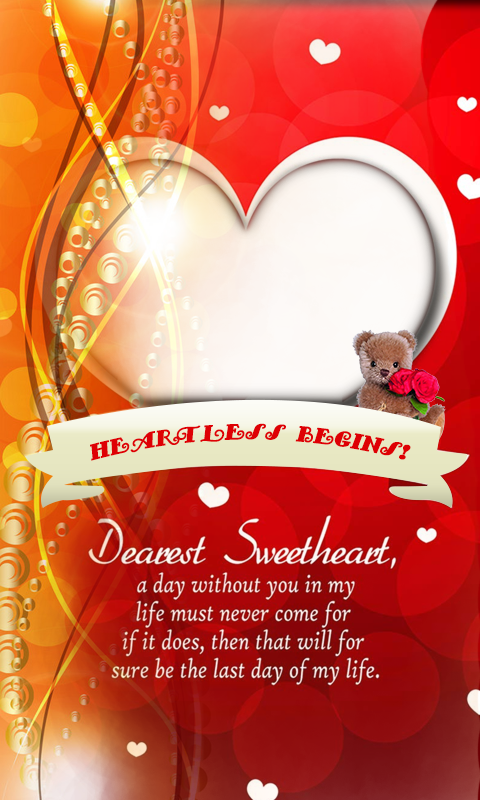 HEARTLESS BEGINS!
Dearest Sweetheart,
a day without you in my
life must never come for
if it does, then that will for
sure be the last day of my life.